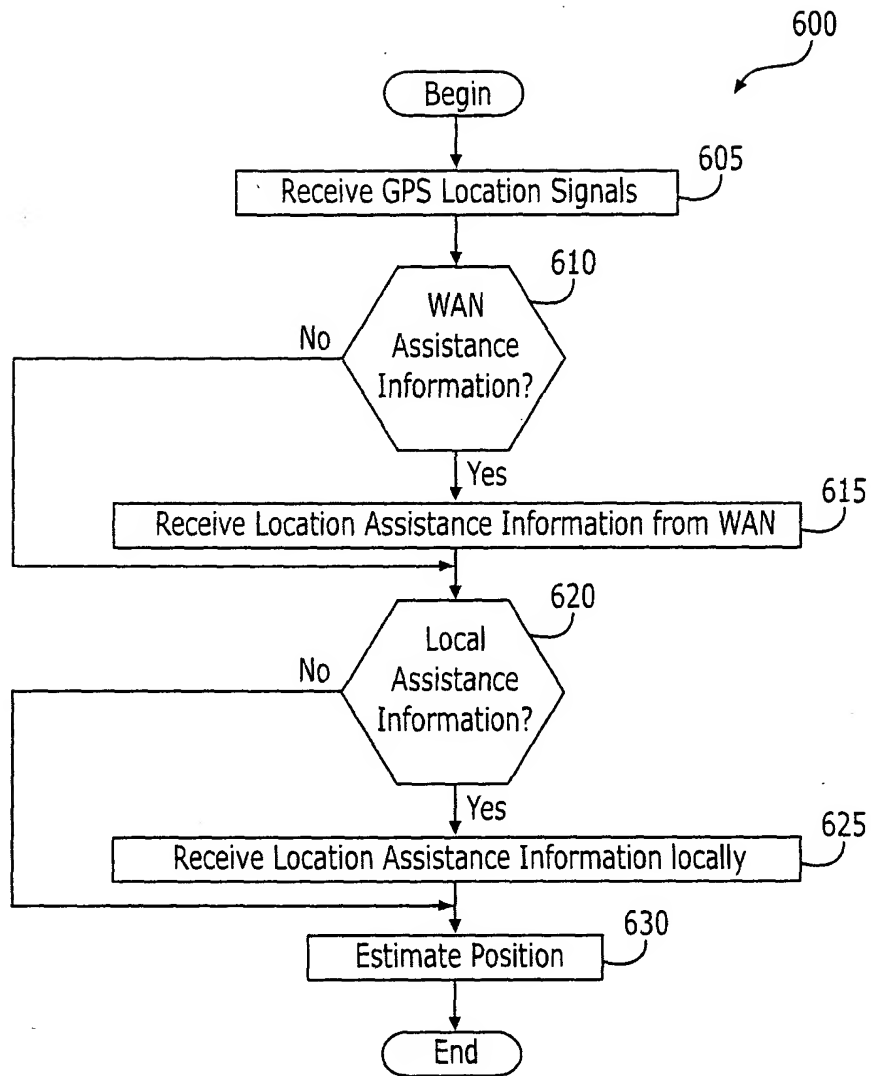 600
Begin
605
Receive GPS Location Signals
610
WAN
Assistance
Information?
No
Yes
615
Receive Location Assistance Information from WAN
620
Local
Assistance
Information?
No
Yes
625
Receive Location Assistance Information locally
630
Estimate Position
End